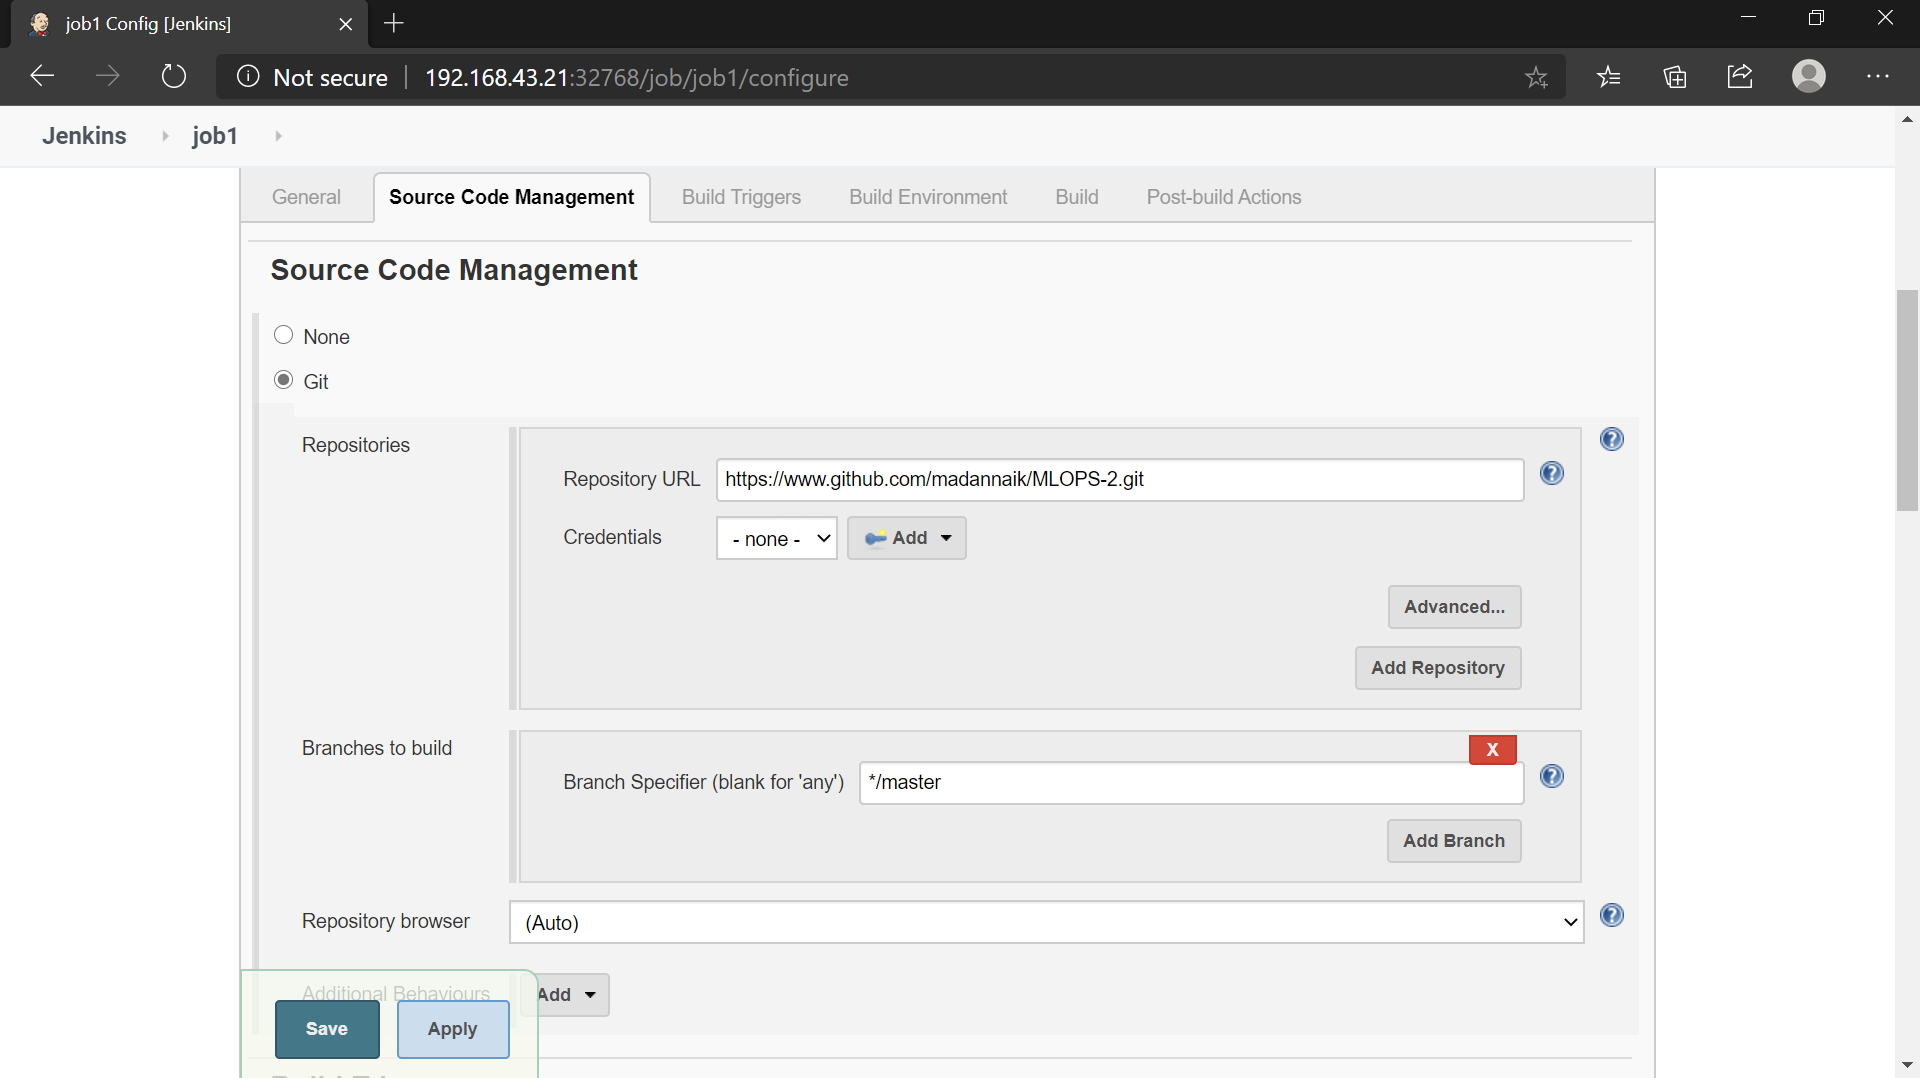 job1 Config [Jenkins]
Not secure 192.168.43.21:32768/job/job1/configure
Jenkins job1
General Source Code Management Build Triggers Build Environment Build Post-build Actions
Source Code Management
None
Git
Repositories
Repository URL https://www.github.com/madannaik/MLOPS-2.git
Credentials - none - Add
Advanced...
Add Repository
Branches to build
X
Branch Specifier (blank for 'any') */master
Add Branch
Repository browser (Auto)
Additional Behaviours Add
Save Apply